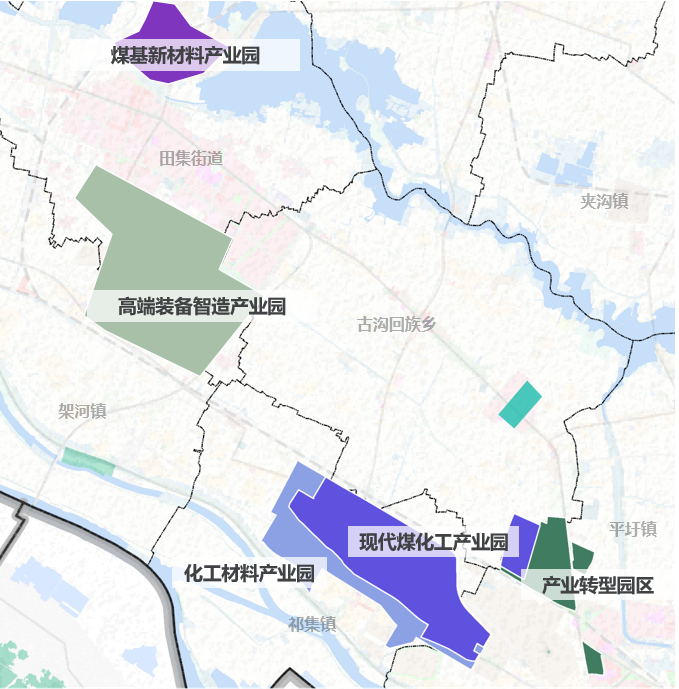 煤基新材料产业园
田集街道
夹沟镇
高端装备智造产业园
古沟回族乡
架河镇
平圩镇
现代煤化工产业园
化工材料产业园
产业转型园区
祁集镇